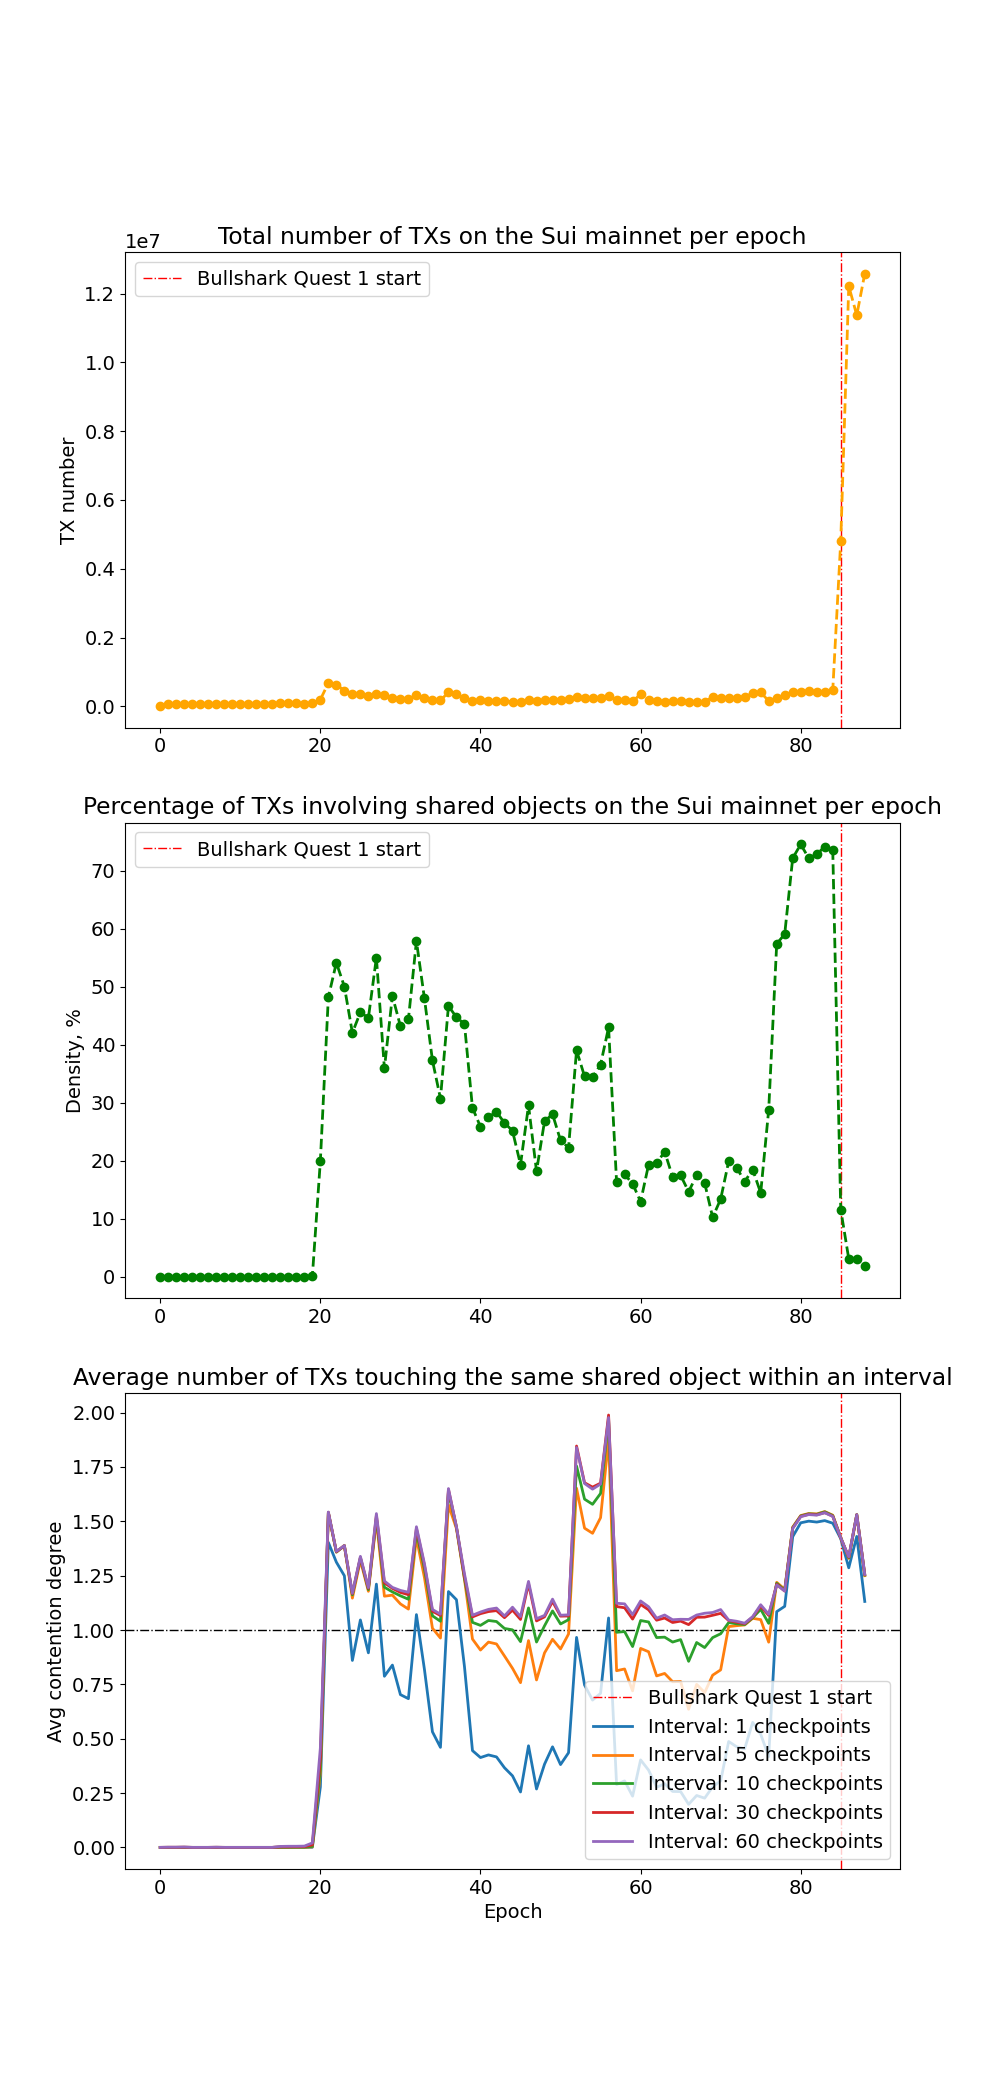 Total number of TXs on the Sui mainnet per epoch
1e7
Bullshark Quest 1 start
1.2
1.0
0.8
0.6
0.4
0.2
0.0
TX number
0 20 40 60 80
Percentage of TXs involving shared objects on the Sui mainnet per epoch
Bullshark Quest 1 start
70
60
50
40
30
20
10
0
Density, %
0 20 40 60 80
Average number of TXs touching the same shared object within an interval
2.00
1.75
1.50
1.25
1.00
0.75
0.50
0.25
0.00
Avg contention degree
Bullshark Quest 1 start
Interval: 1 checkpoints
Interval: 5 checkpoints
Interval: 10 checkpoints
Interval: 30 checkpoints
Interval: 60 checkpoints
0 20 40 60 80
Epoch